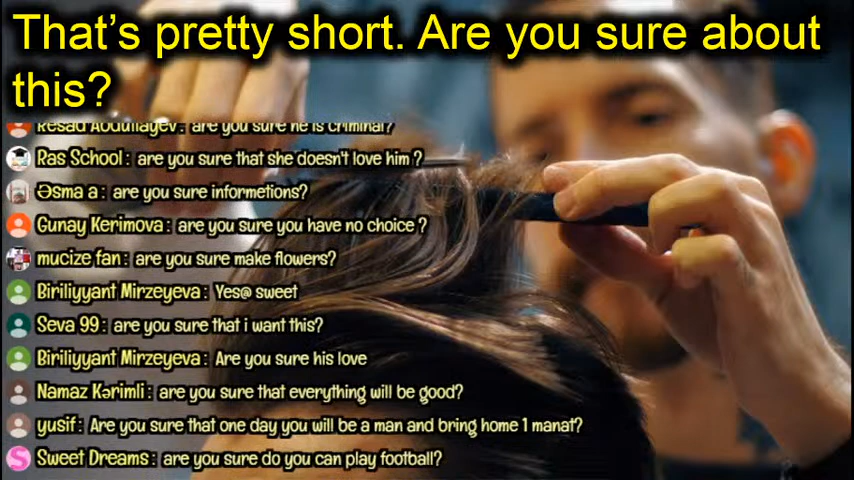 That’s pretty short. Are you sure about
this?
Resad Abdullayev: are you sure he is criminal?
Ras School: are you sure that she doesn't love him ?
Əsma a: are you sure informetions?
Gunay Kerimova: are you sure you have no choice ?
mucize fan: are you sure make flowers?
Biriliyyant Mirzeyeva: Yes@ sweet
Seva 99: are you sure that i want this?
Biriliyyant Mirzeyeva: Are you sure his love
Namaz Kərimli: are you sure that everything will be good?
yusif: Are you sure that one day you will be a man and bring home 1 manat?
Sweet Dreams: are you sure do you can play football?